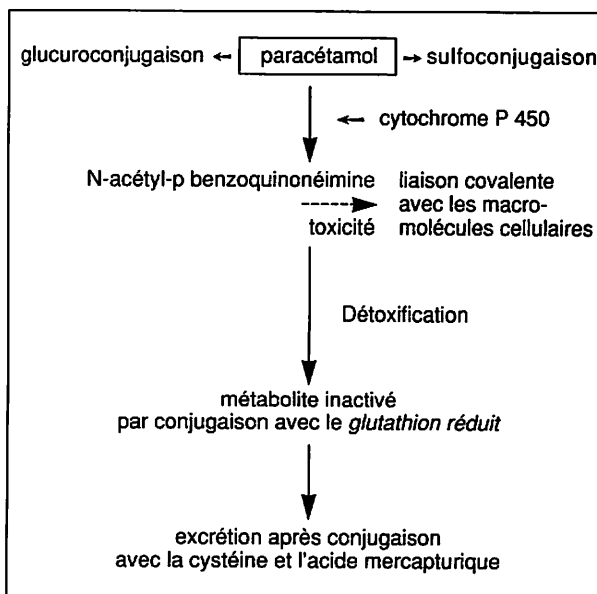 glucuroconjugaison ← paracétamol → sulfoconjugaison
← cytochrome P 450
N-acétyl-p benzoquinonéimine liaison covalente
avec les macro-
toxicité molécules cellulaires
Détoxification
métabolite inactivé
par conjugaison avec le glutathion réduit
excrétion après conjugaison
avec la cystéine et l'acide mercapturique